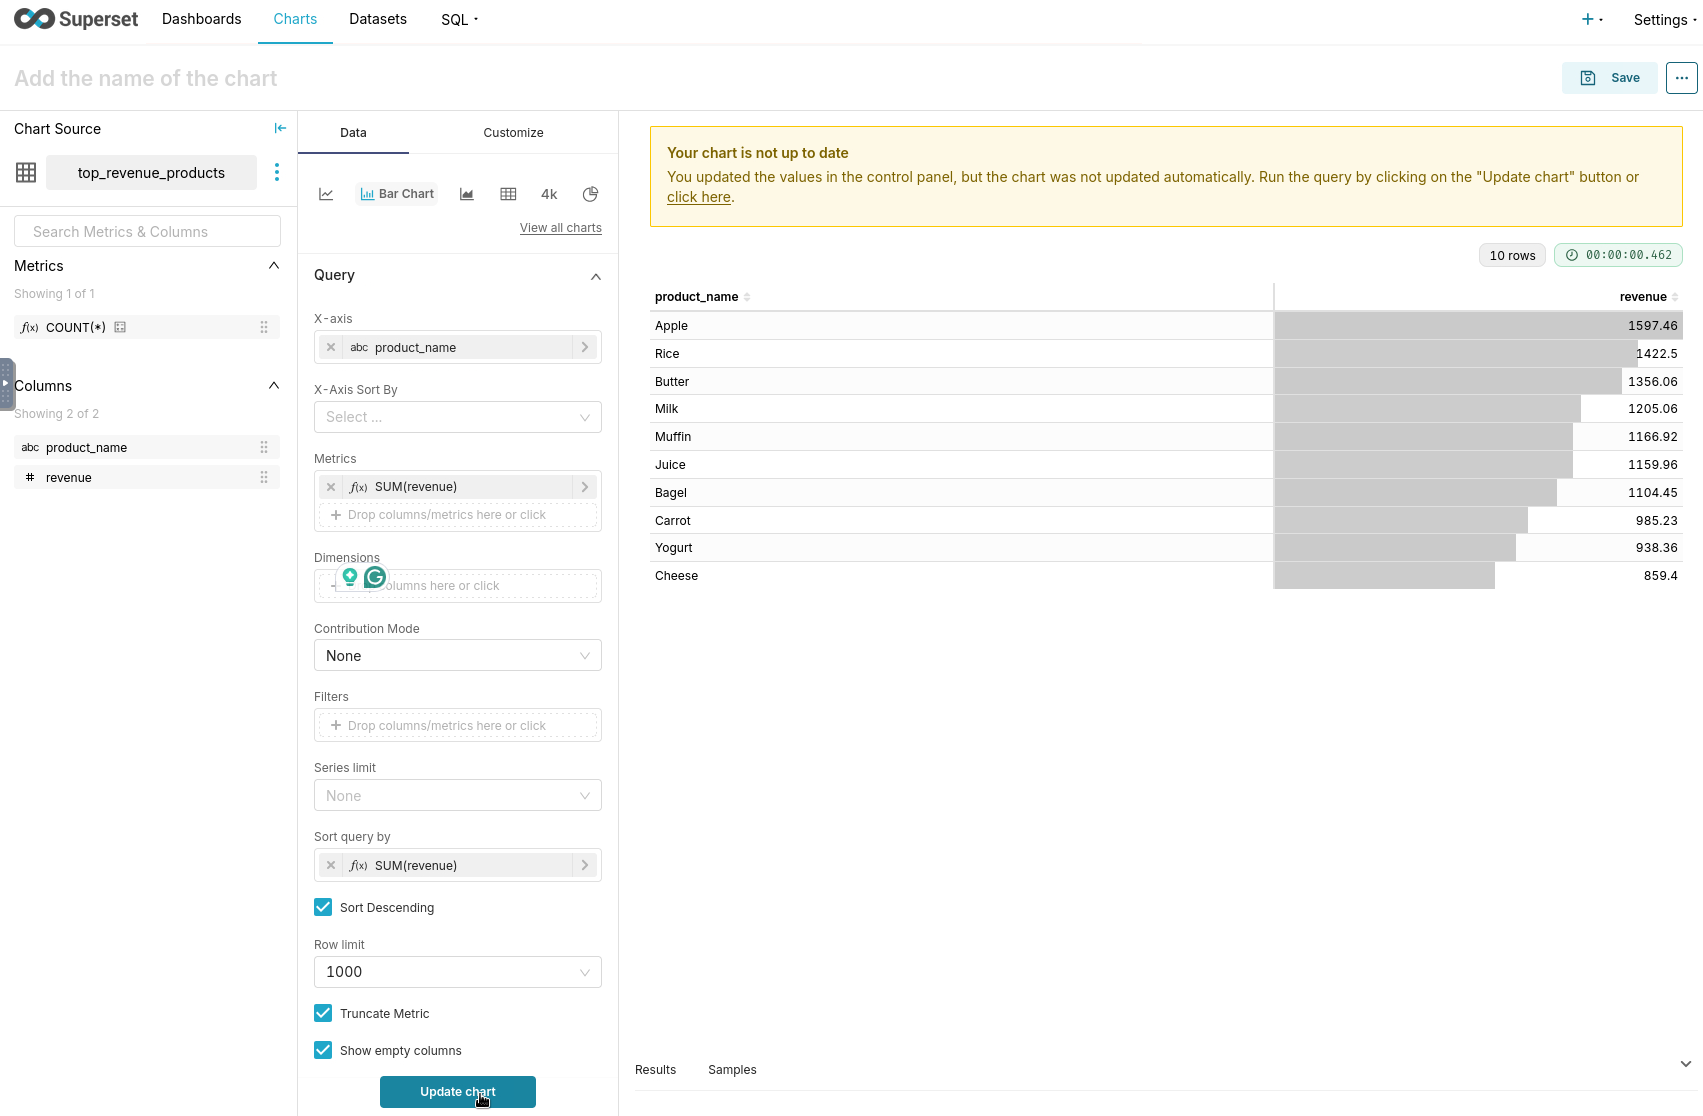 Superset
Dashboards
Charts
Datasets
SQL
+
Settings
Add the name of the chart
Save
...
Chart Source
top_revenue_products
Search Metrics & Columns
Metrics
Showing 1 of 1
f(x) COUNT(*)
Columns
Showing 2 of 2
abc product_name
# revenue
Data
Customize
Bar Chart
4k
View all charts
Query
X-axis
× abc product_name
X-Axis Sort By
Select ...
Metrics
× f(x) SUM(revenue)
+ Drop columns/metrics here or click
Dimensions
olumns here or click
Contribution Mode
None
Filters
+ Drop columns/metrics here or click
Series limit
None
Sort query by
× f(x) SUM(revenue)
Sort Descending
Row limit
1000
Truncate Metric
Show empty columns
Update chart
Your chart is not up to date
You updated the values in the control panel, but the chart was not updated automatically. Run the query by clicking on the "Update chart" button or
click here.
10 rows
00:00:00.462
product_name revenue
Apple 1597.46
Rice 1422.5
Butter 1356.06
Milk 1205.06
Muffin 1166.92
Juice 1159.96
Bagel 1104.45
Carrot 985.23
Yogurt 938.36
Cheese 859.4
Results
Samples